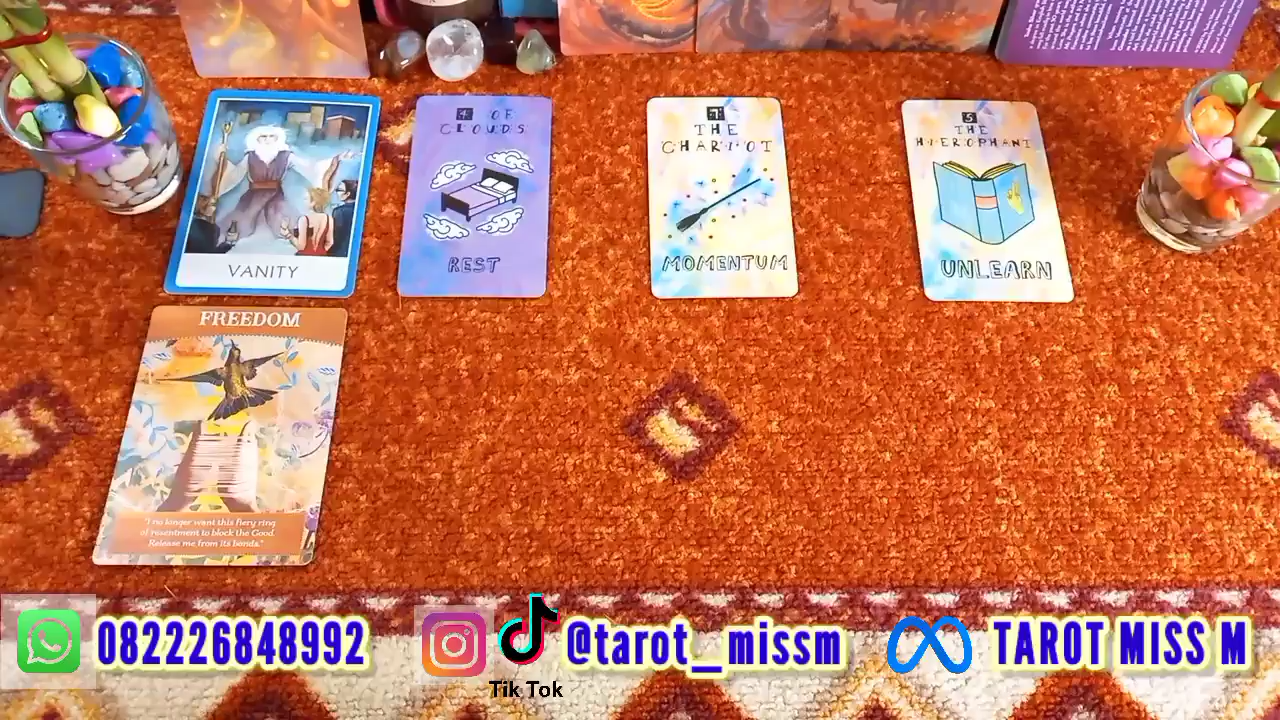 VANITY
4 OF
CLOUDS
REST
7
THE
CHARIOT
MOMENTUM
5
THE
HIEROPHANT
UNLEARN
FREEDOM
"I no longer want this fiery ring
of resentment to block the Good.
Release me from its bonds."
082226848992
@tarot_missm
Tik Tok
TAROT MISS M